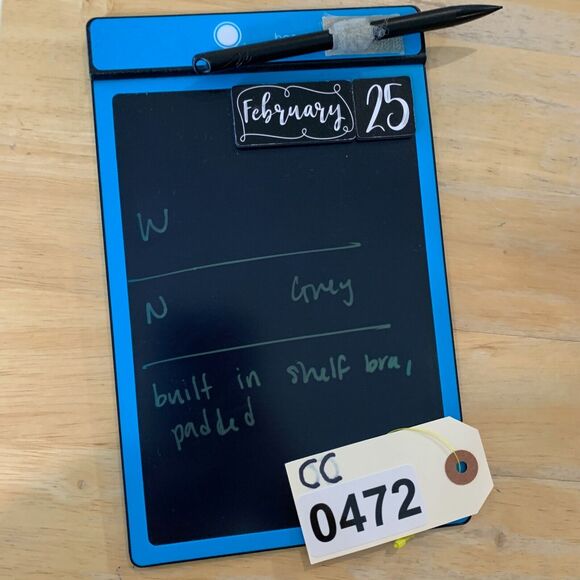 February 25
W
N Grey
built in shelf bra,
padded
CC
0472